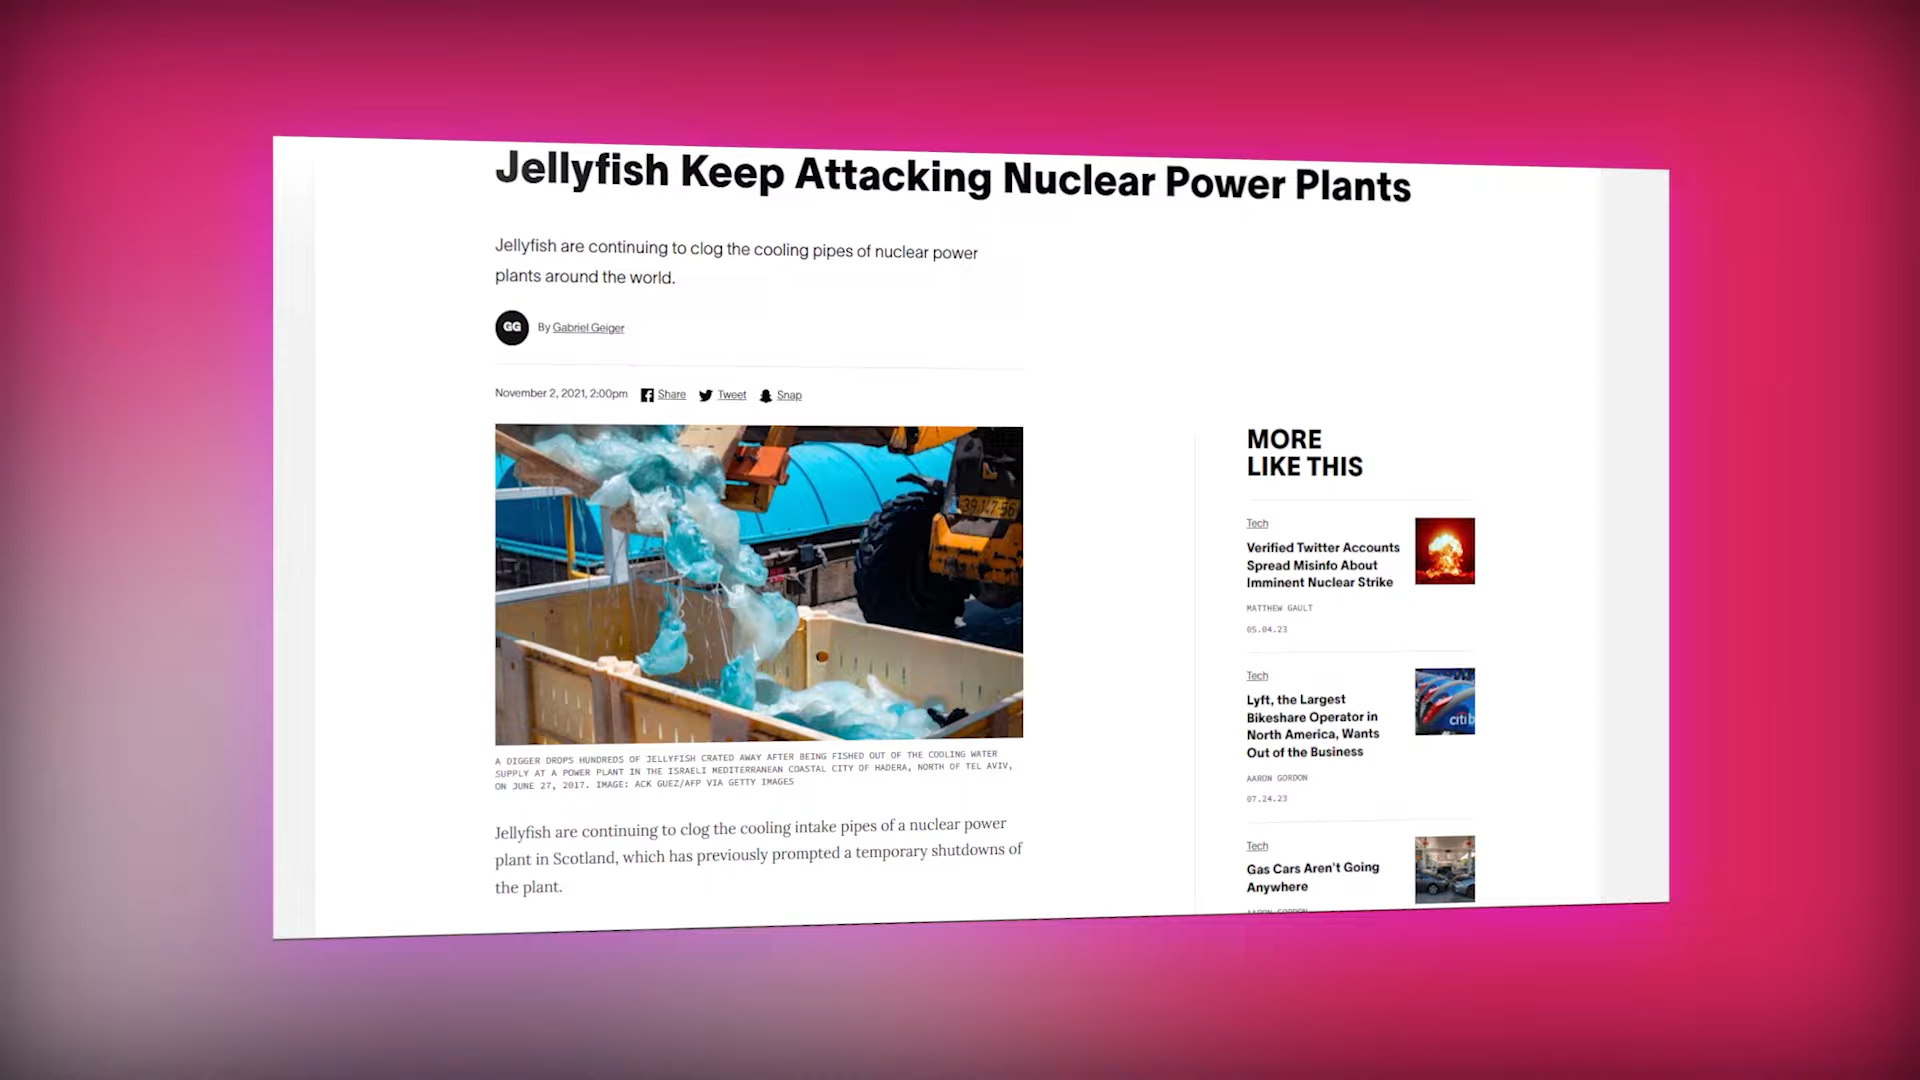 Jellyfish Keep Attacking Nuclear Power Plants
Jellyfish are continuing to clog the cooling pipes of nuclear power
plants around the world.
GG
By Gabriel Geiger
November 2, 2021, 2:00pm Share Tweet Snap
39.147-56
A DIGGER DROPS HUNDREDS OF JELLYFISH CRATED AWAY AFTER BEING FISHED OUT OF THE COOLING WATER
SUPPLY AT A POWER PLANT IN THE ISRAELI MEDITERRANEAN COASTAL CITY OF HADERA, NORTH OF TEL AVIV,
ON JUNE 27, 2017. IMAGE: ACK GUEZ/AFP VIA GETTY IMAGES
Jellyfish are continuing to clog the cooling intake pipes of a nuclear power
plant in Scotland, which has previously prompted a temporary shutdowns of
the plant.
MORE
LIKE THIS
Tech
Verified Twitter Accounts
Spread Misinfo About
Imminent Nuclear Strike
MATTHEW GAULT
05.04.23
Tech
Lyft, the Largest
Bikeshare Operator in
North America, Wants
Out of the Business
AARON GORDON
07.24.23
citib
Tech
Gas Cars Aren't Going
Anywhere
AARON GORDON